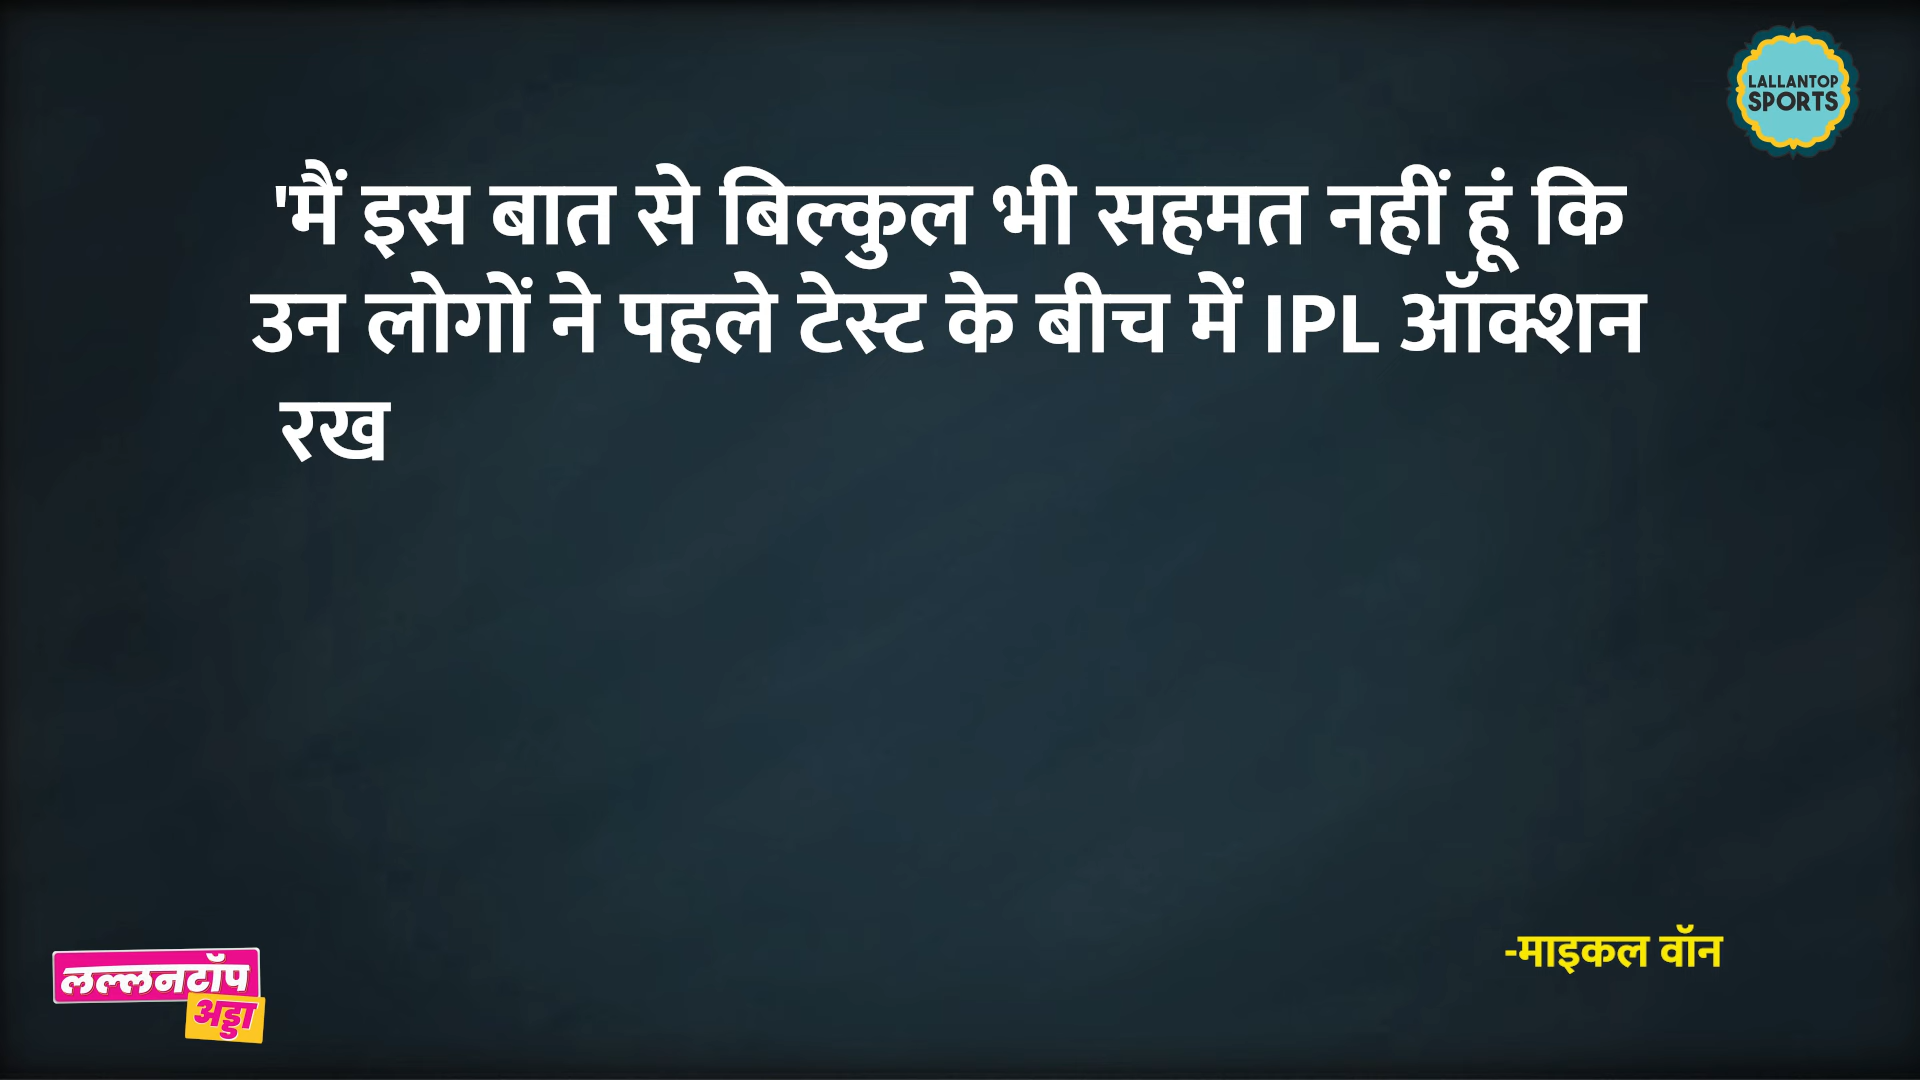 LALLANTOP
SPORTS
'मैं इस बात से बिल्कुल भी सहमत नहीं हूं कि
उन लोगों ने पहले टेस्ट के बीच में IPL ऑक्शन
रख
-माइकल वॉन
लल्लनटॉप
अड्डा